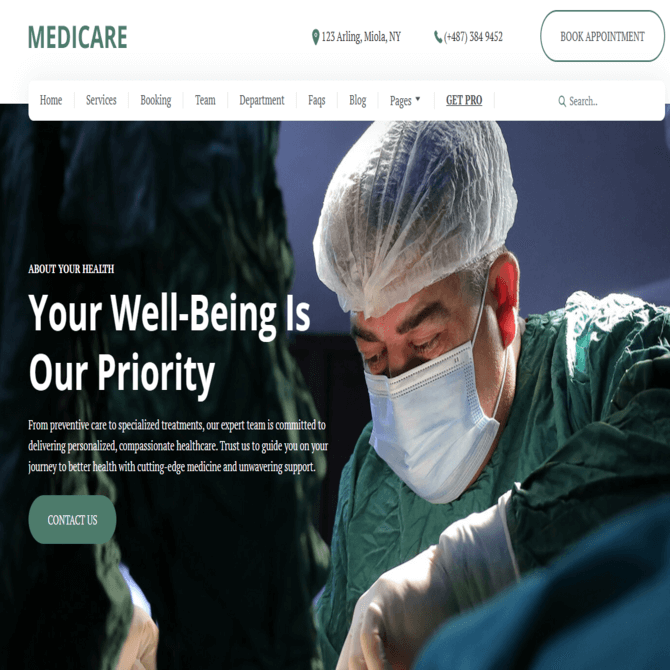 MEDICARE
123 Arling, Miola, NY
(+487) 384 9452
BOOK APPOINTMENT
Home Services Booking Team Department Faqs Blog Pages GET PRO Search..
ABOUT YOUR HEALTH
Your Well-Being Is
Our Priority
From preventive care to specialized treatments, our expert team is committed to
delivering personalized, compassionate healthcare. Trust us to guide you on your
journey to better health with cutting-edge medicine and unwavering support.
CONTACT US